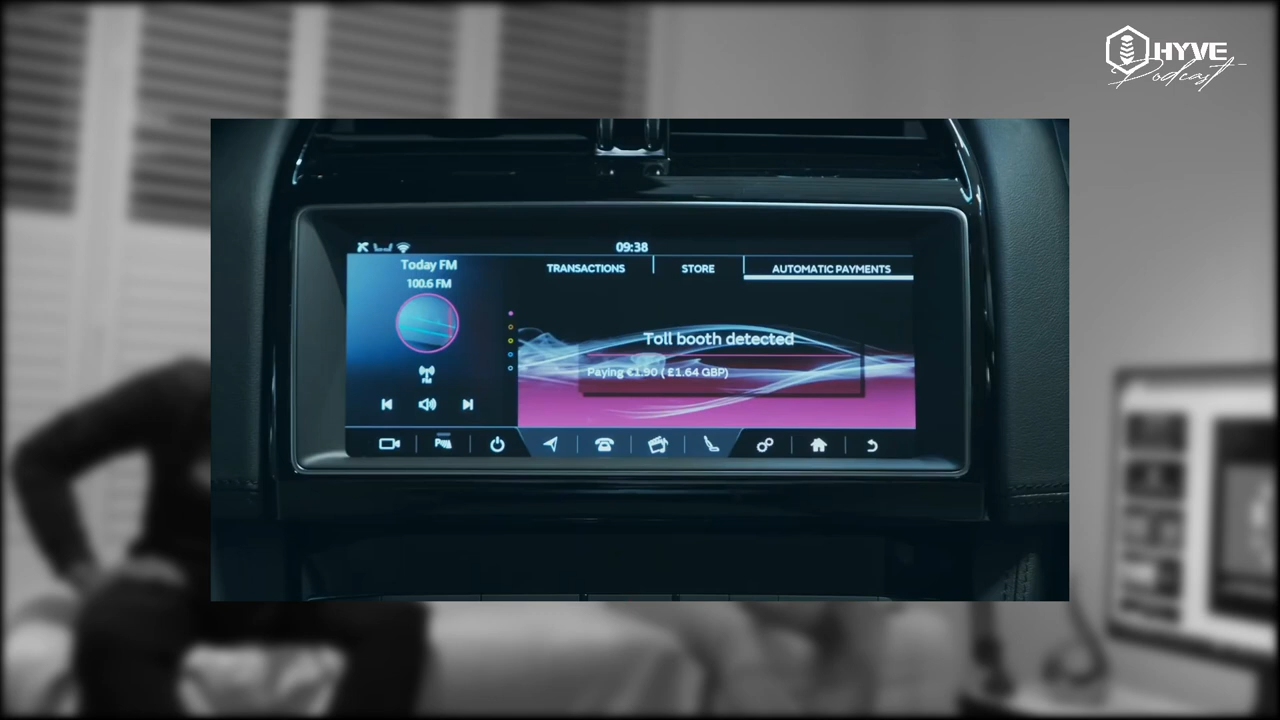 HYVE
Podcast
09:38
Today FM
100.6 FM
TRANSACTIONS
STORE
AUTOMATIC PAYMENTS
Toll booth detected
Paying €1.90 ( £1.64 GBP)
FM